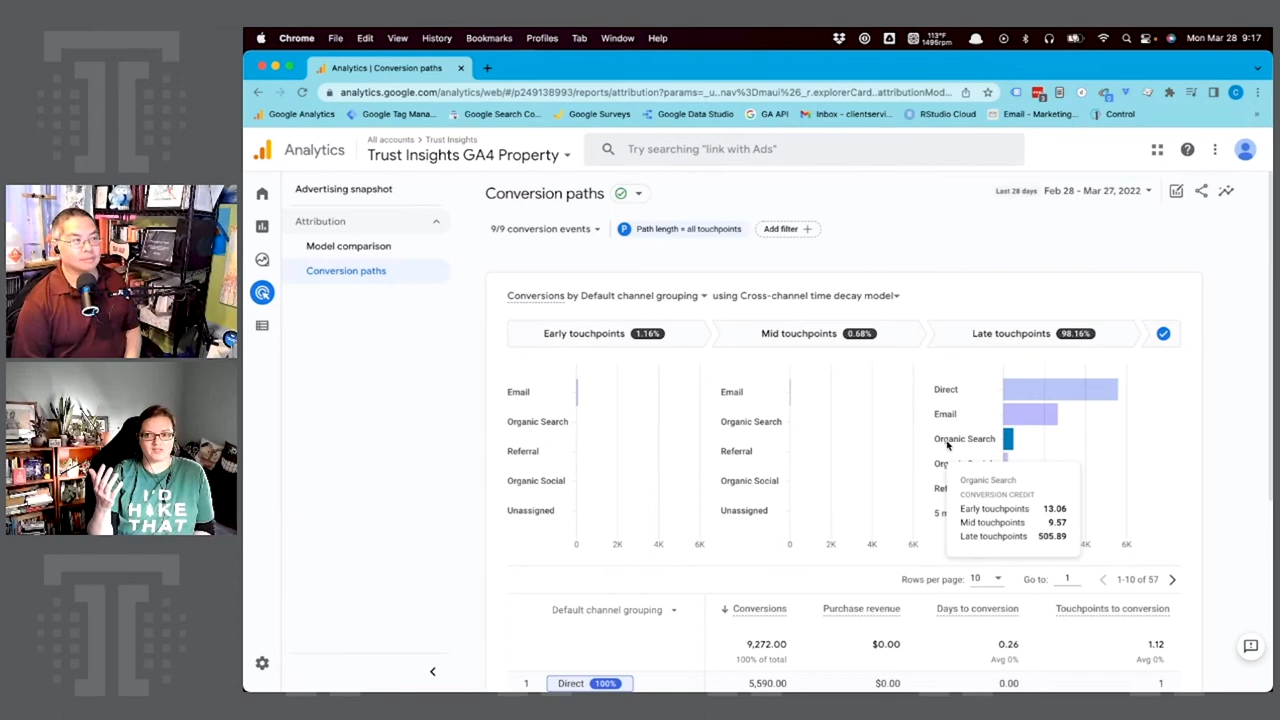 Chrome File Edit View History Bookmarks Profiles Tab Window Help
113°F
1496rpm
Mon Mar 28 9:17
Analytics | Conversion paths
analytics.google.com/analytics/web/#/p249138993/reports/attribution?params=_u..nav%3Dmaui%26_r.explorerCard..attributionMod...
Google Analytics Google Tag Mana... Google Search Co... Google Surveys Google Data Studio GA API Inbox - clientservi... RStudio Cloud Email - Marketing... Control
Analytics
All accounts > Trust Insights
Trust Insights GA4 Property
Try searching "link with Ads"
Advertising snapshot
Attribution
Model comparison
Conversion paths
Conversion paths
Last 28 days Feb 28 - Mar 27, 2022
9/9 conversion events
P Path length = all touchpoints
Add filter +
Conversions by Default channel grouping using Cross-channel time decay model
Early touchpoints 1.16%
Mid touchpoints 0.68%
Late touchpoints 98.16%
Email
Organic Search
Referral
Organic Social
Unassigned
0 2K 4K 6K
Email
Organic Search
Referral
Organic Social
Unassigned
0 2K 4K 6K
Direct
Email
Organic Search
Org
Ref
5 m
4K 6K
Organic Search
CONVERSION CREDIT
Early touchpoints 13.06
Mid touchpoints 9.57
Late touchpoints 505.89
Rows per page: 10 Go to: 1 1-10 of 57
Default channel grouping Conversions Purchase revenue Days to conversion Touchpoints to conversion
9,272.00 $0.00 0.26 1.12
100% of total Avg 0% Avg 0%
1 Direct 100% 5,590.00 $0.00 0.00 1
I'D
HIKE
THAT